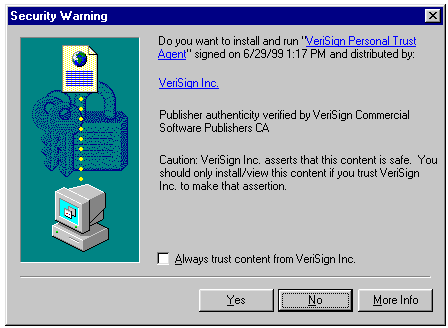 Security Warning
Do you want to install and run "VeriSign Personal Trust
Agent" signed on 6/29/99 1:17 PM and distributed by:
VeriSign Inc.
Publisher authenticity verified by VeriSign Commercial
Software Publishers CA
Caution: VeriSign Inc. asserts that this content is safe. You
should only install/view this content if you trust VeriSign
Inc. to make that assertion.
Always trust content from VeriSign Inc.
Yes
No
More Info